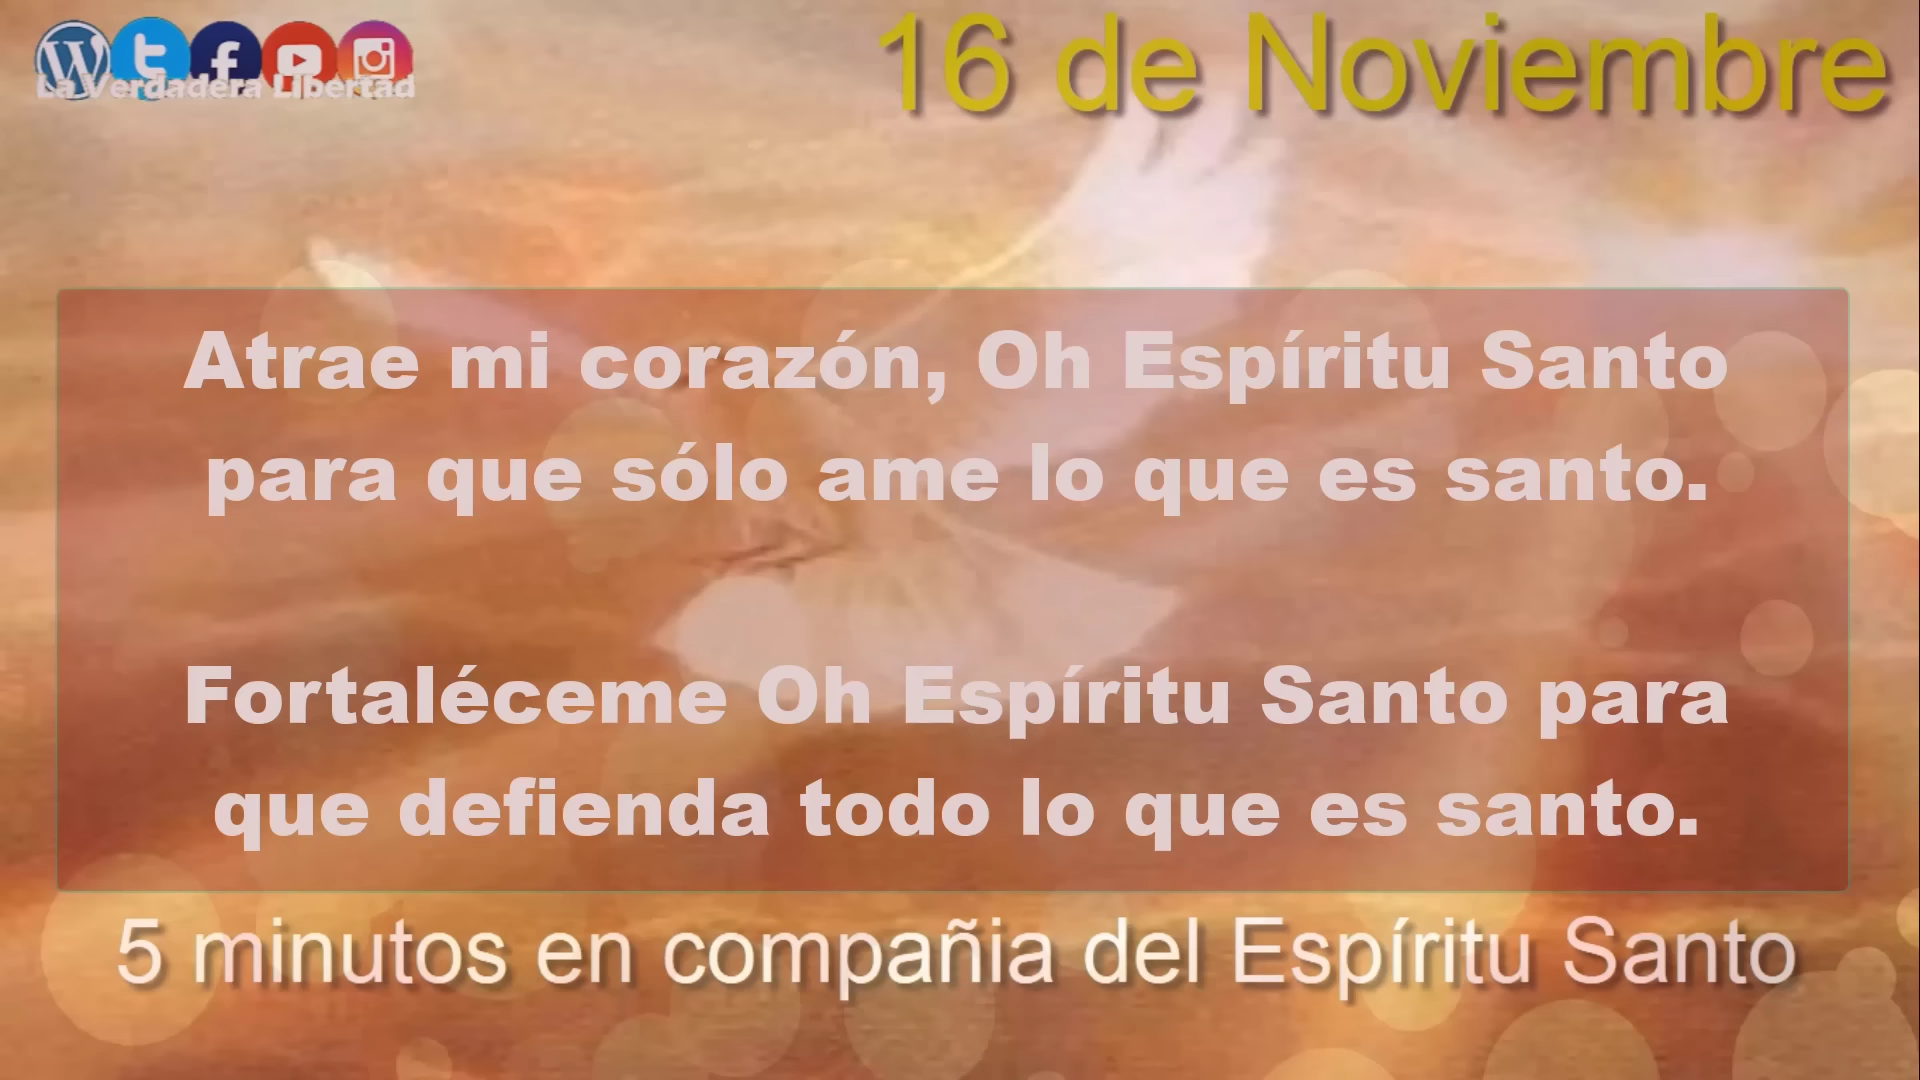 La Verdadera Libertad
16 de Noviembre
Atrae mi corazón, Oh Espíritu Santo
para que sólo ame lo que es santo.
Fortaléceme Oh Espíritu Santo para
que defienda todo lo que es santo.
5 minutos en compañia del Espíritu Santo